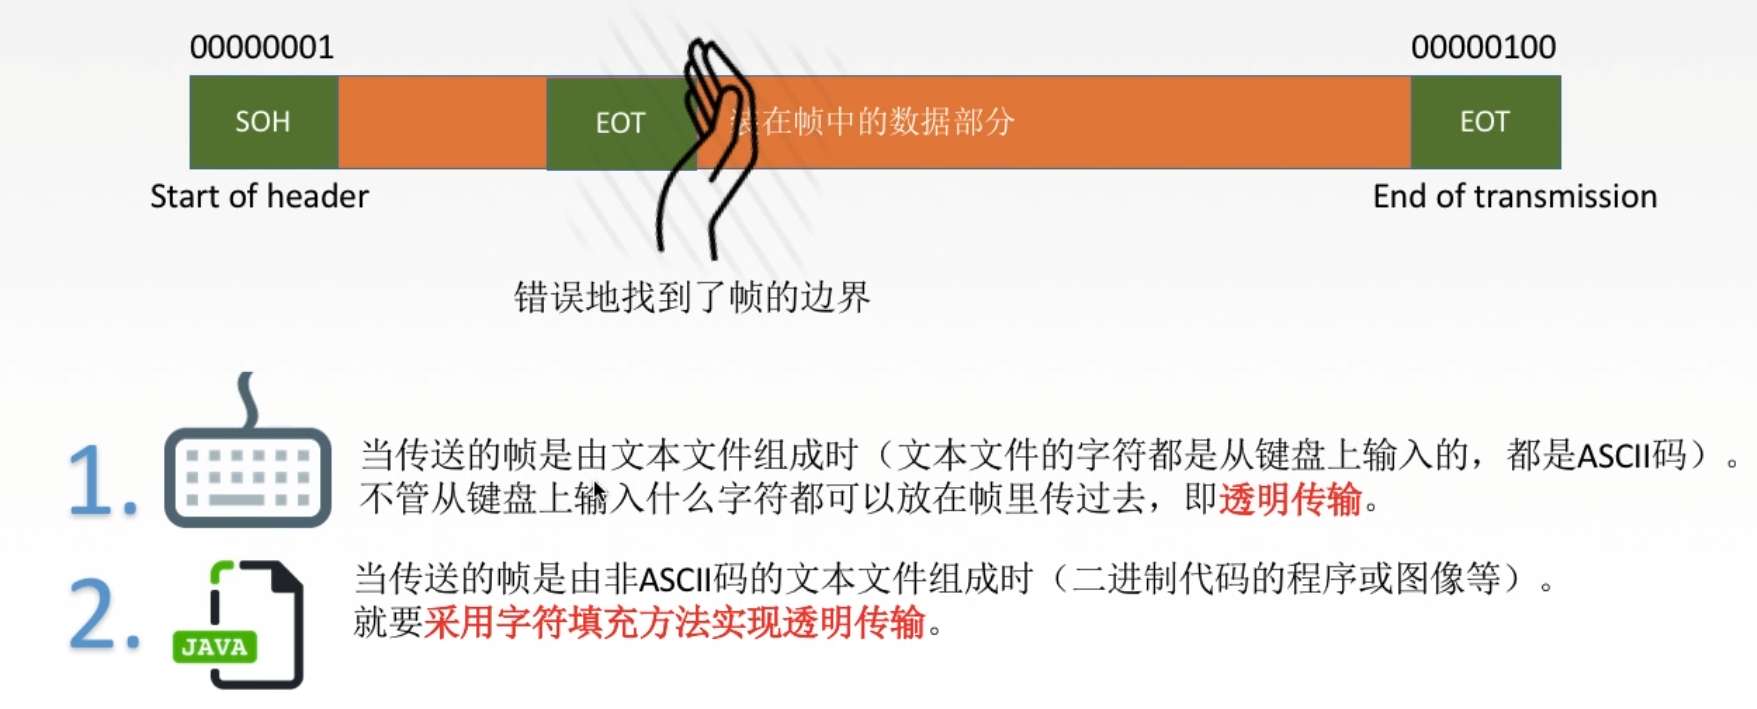 00000001
00000100
SOH
EOT
装在帧中的数据部分
EOT
Start of header
End of transmission
错误地找到了帧的边界
1.
当传送的帧是由文本文件组成时（文本文件的字符都是从键盘上输入的，都是ASCII码）。
不管从键盘上输入什么字符都可以放在帧里传过去，即透明传输。
2.
JAVA
当传送的帧是由非ASCII码的文本文件组成时（二进制代码的程序或图像等）。
就要采用字符填充方法实现透明传输。